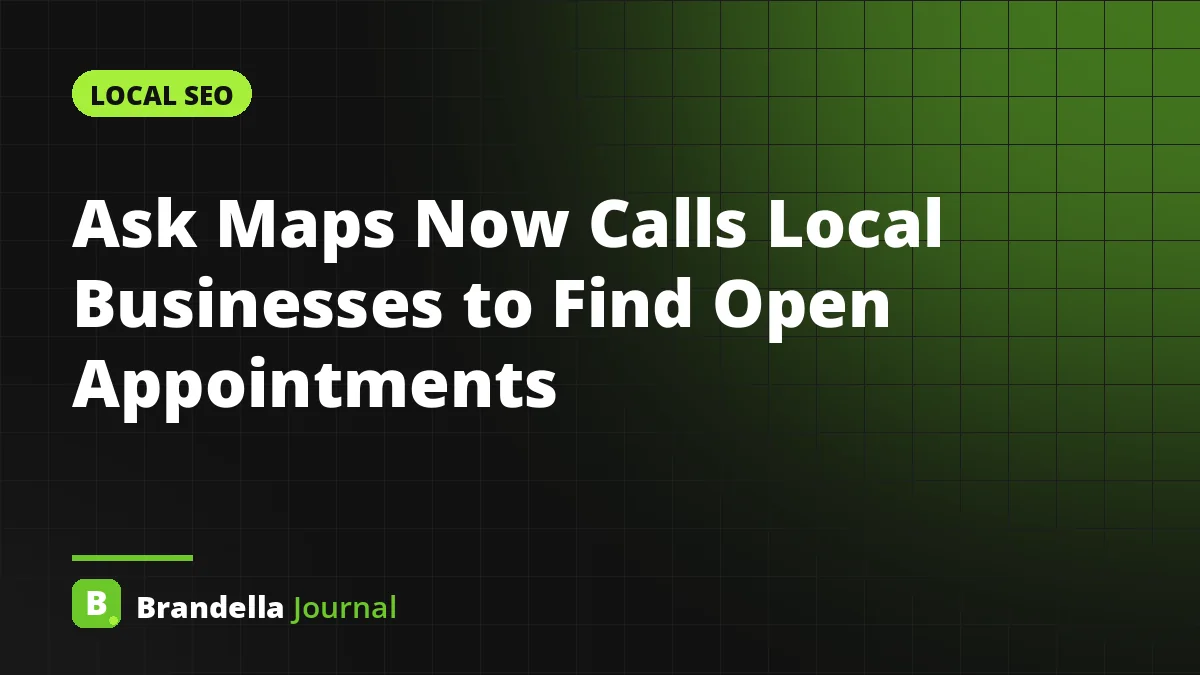 LOCAL SEO
Ask Maps Now Calls Local
Businesses to Find Open
Appointments
B
Brandella Journal